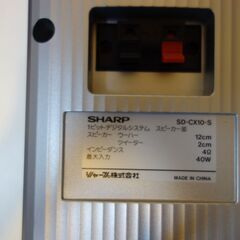 SHARP SD-CX10-S
1ビットデジタルシステム スピーカー部
スピーカー ウーハー 12cm
ツイーター 2cm
インピーダンス 4Ω
最大入力 40W
シャープ株式会社
MADE IN CHINA